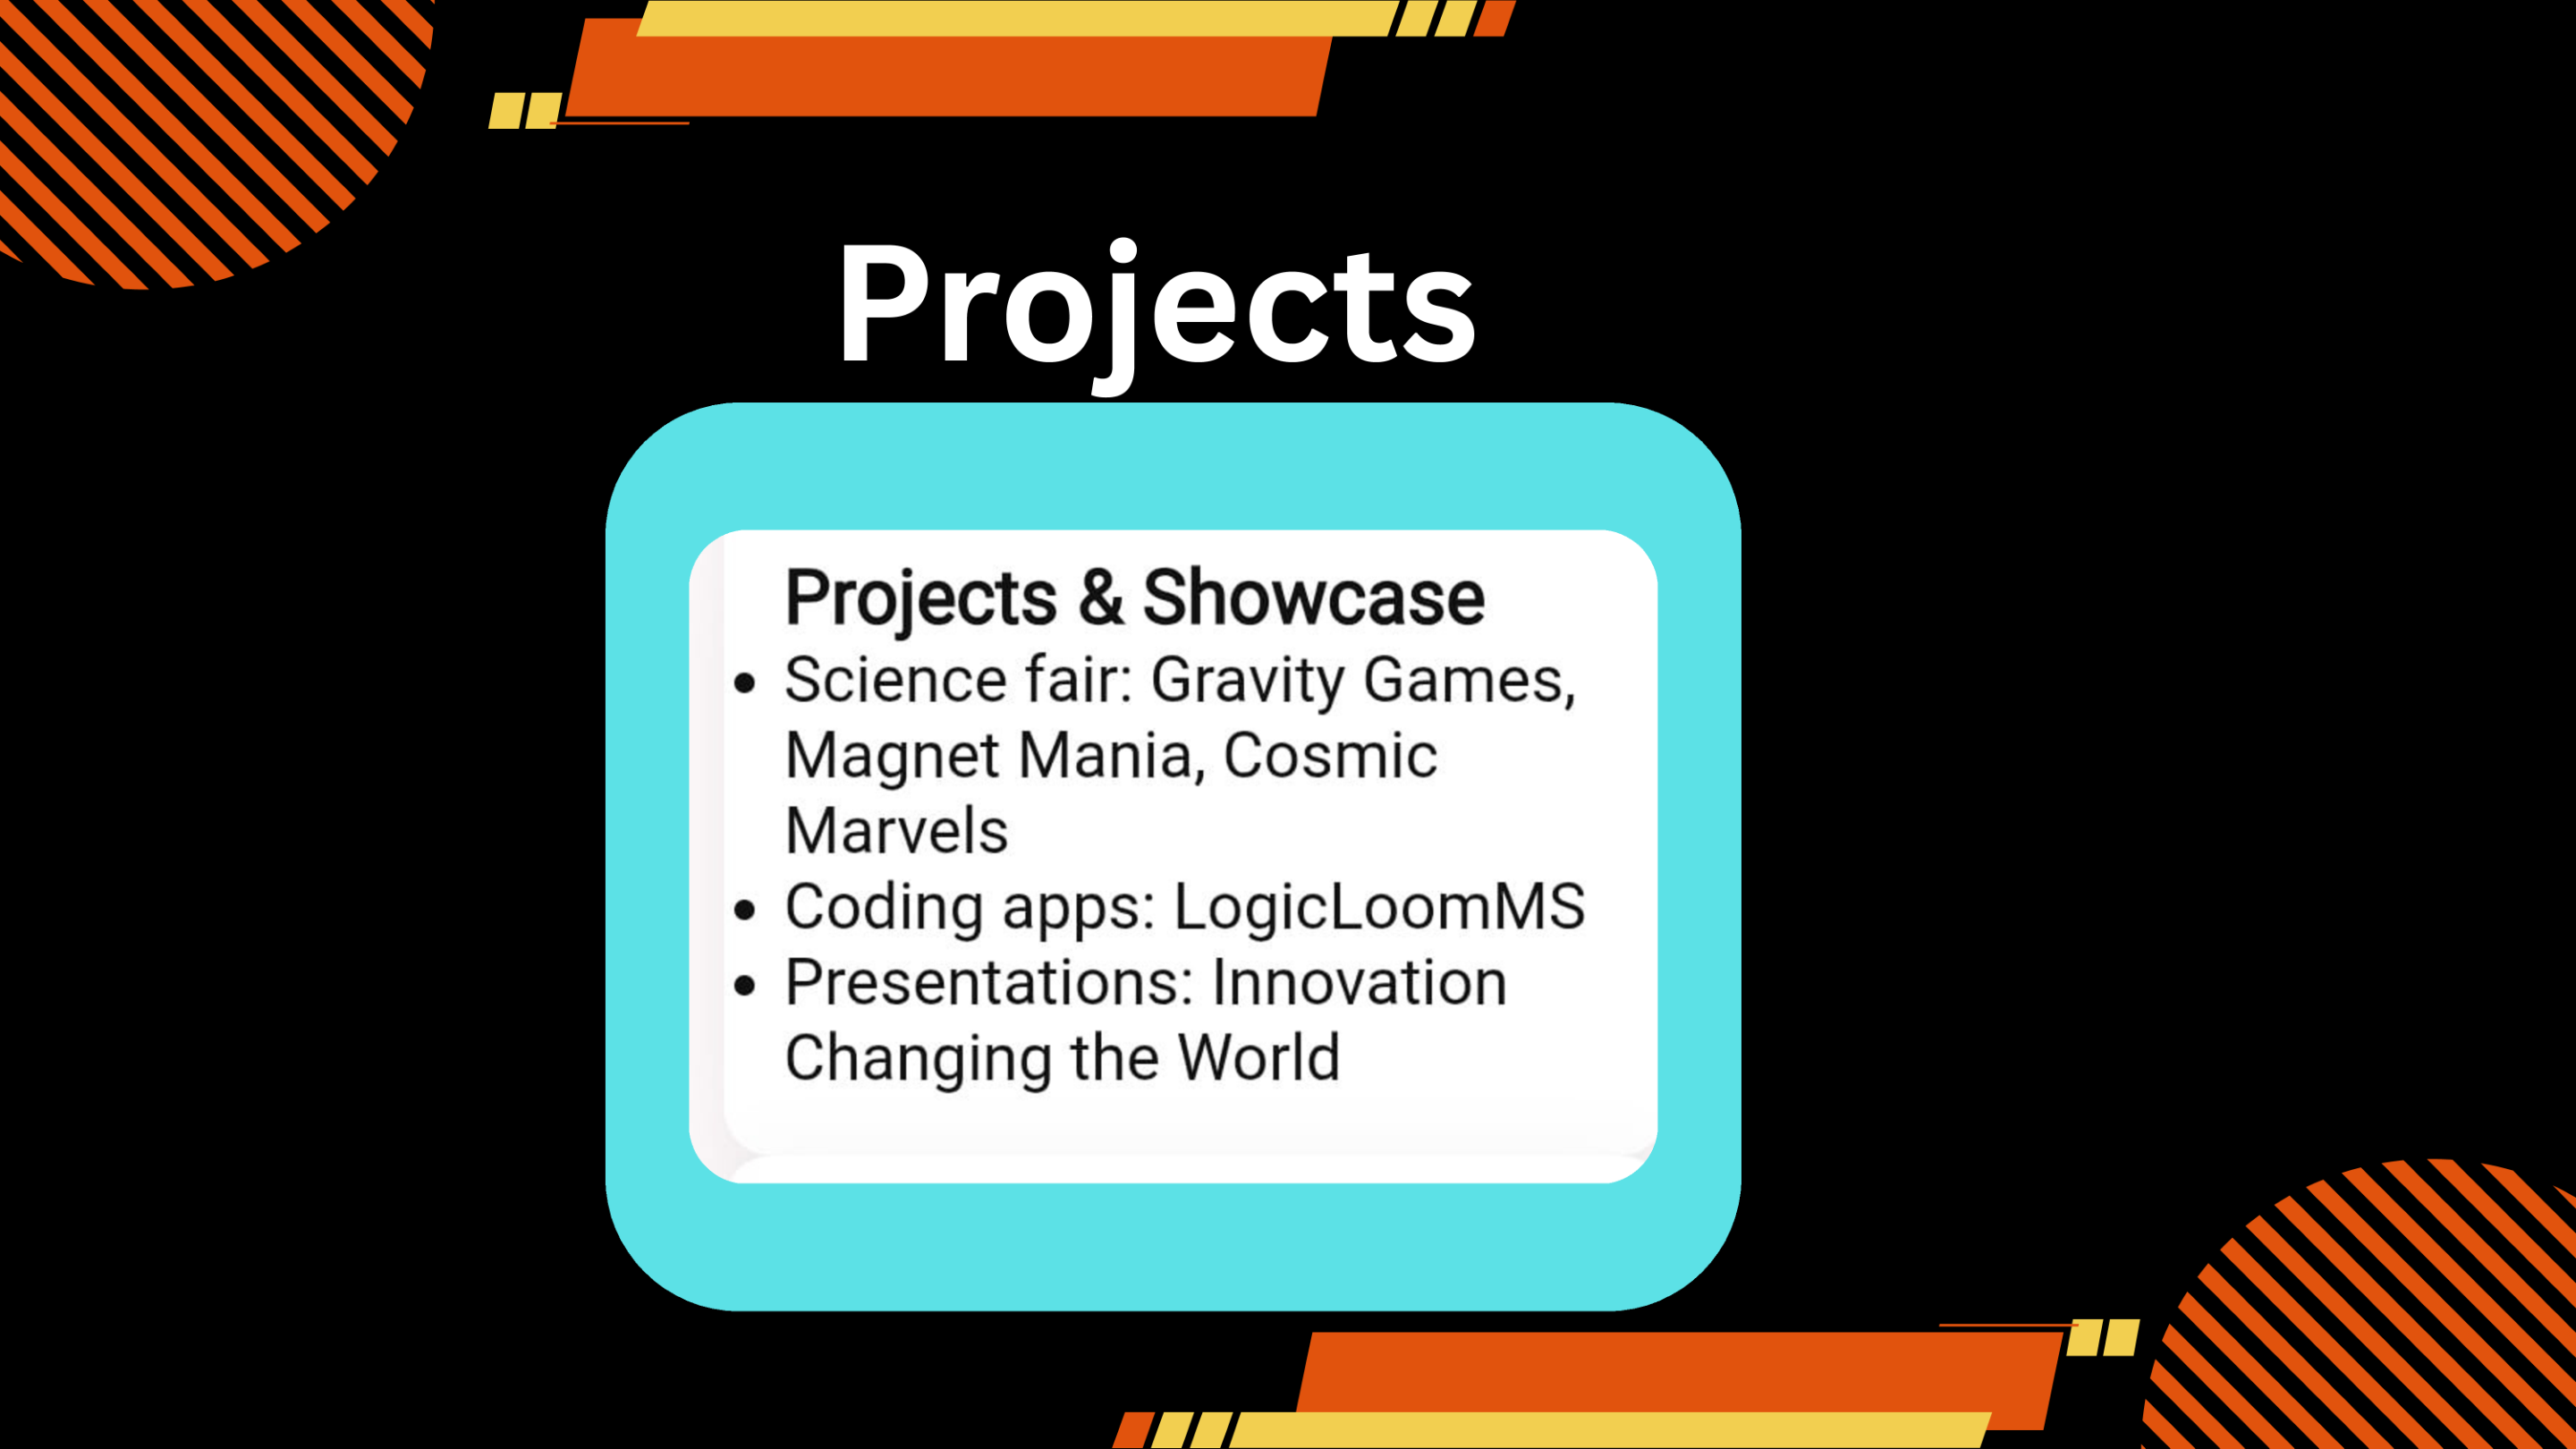 Projects
Projects & Showcase
• Science fair: Gravity Games,
Magnet Mania, Cosmic
Marvels
• Coding apps: LogicLoomMS
• Presentations: Innovation
Changing the World